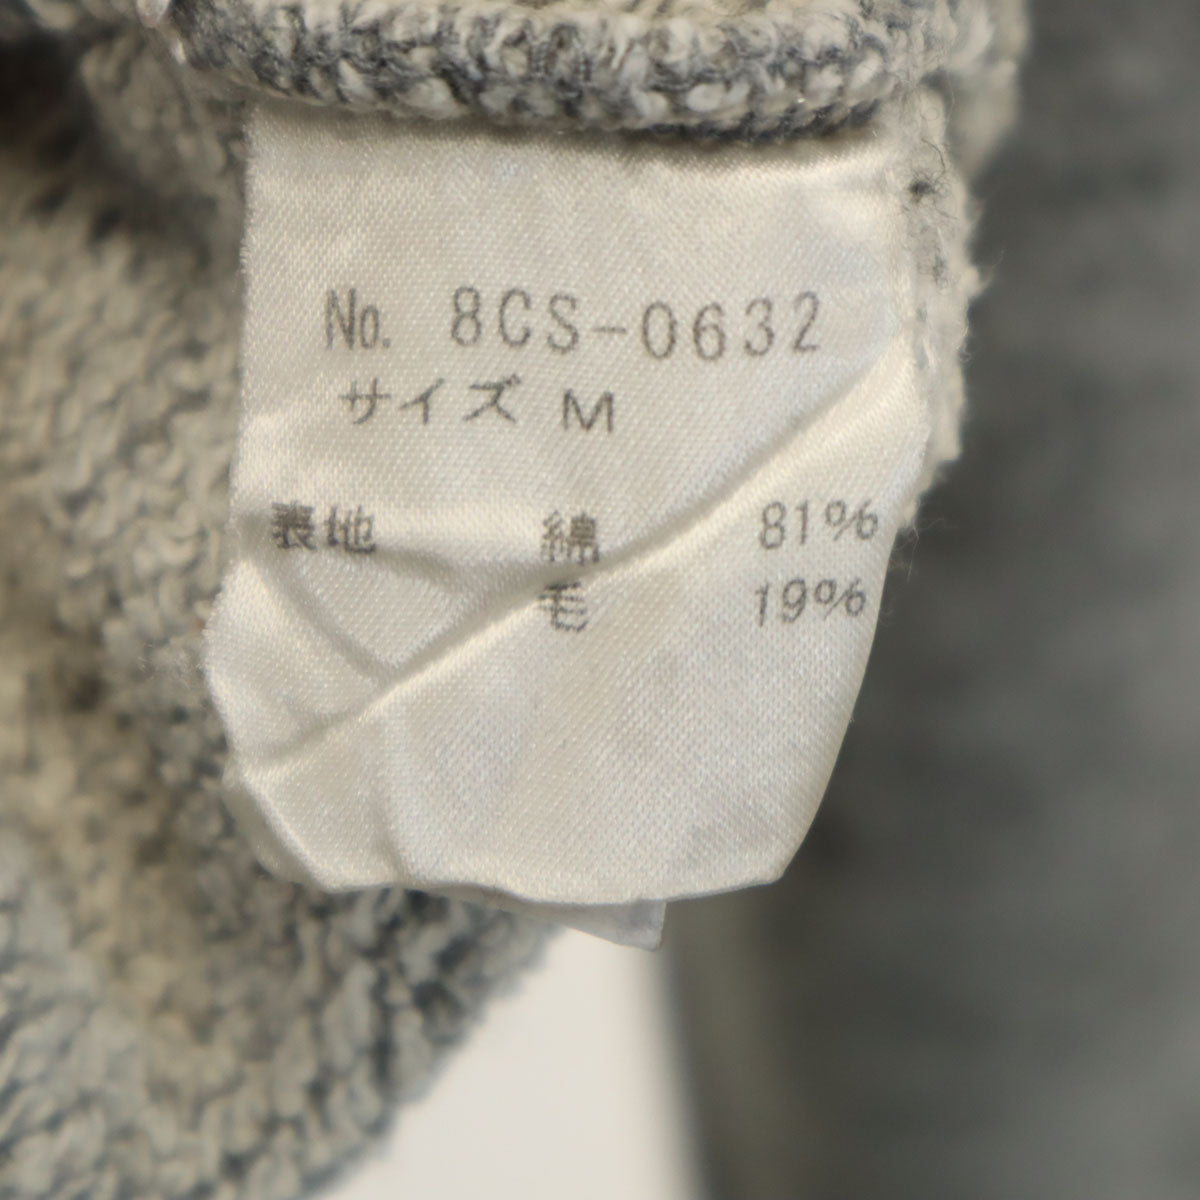 No. 8CS-0632
サイズ M
表地 綿 81%
毛 19%